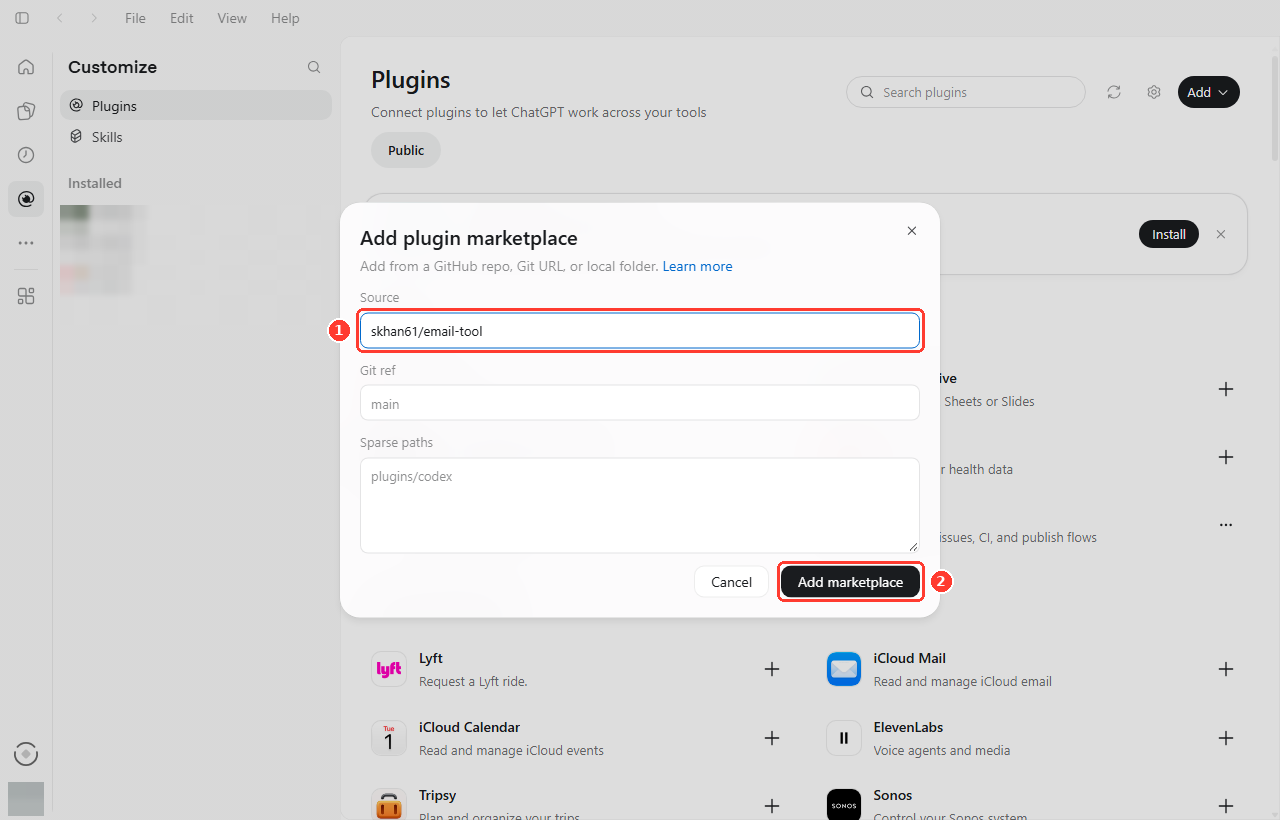 File Edit View Help
Customize
Plugins
Skills
Installed
Plugins
Connect plugins to let ChatGPT work across your tools
Search plugins
Add
Public
Install
Add plugin marketplace
Add from a GitHub repo, Git URL, or local folder. Learn more
Source
1
skhan61/email-tool
Git ref
main
Sparse paths
plugins/codex
Cancel
Add marketplace
2
ive
Sheets or Slides
r health data
issues, CI, and publish flows
lyft
Lyft
Request a Lyft ride.
iCloud Mail
Read and manage iCloud email
Tue
1
iCloud Calendar
Read and manage iCloud events
ElevenLabs
Voice agents and media
Tripsy
Plan and organize your trips
SONOS
Sonos
Control your Sonos system